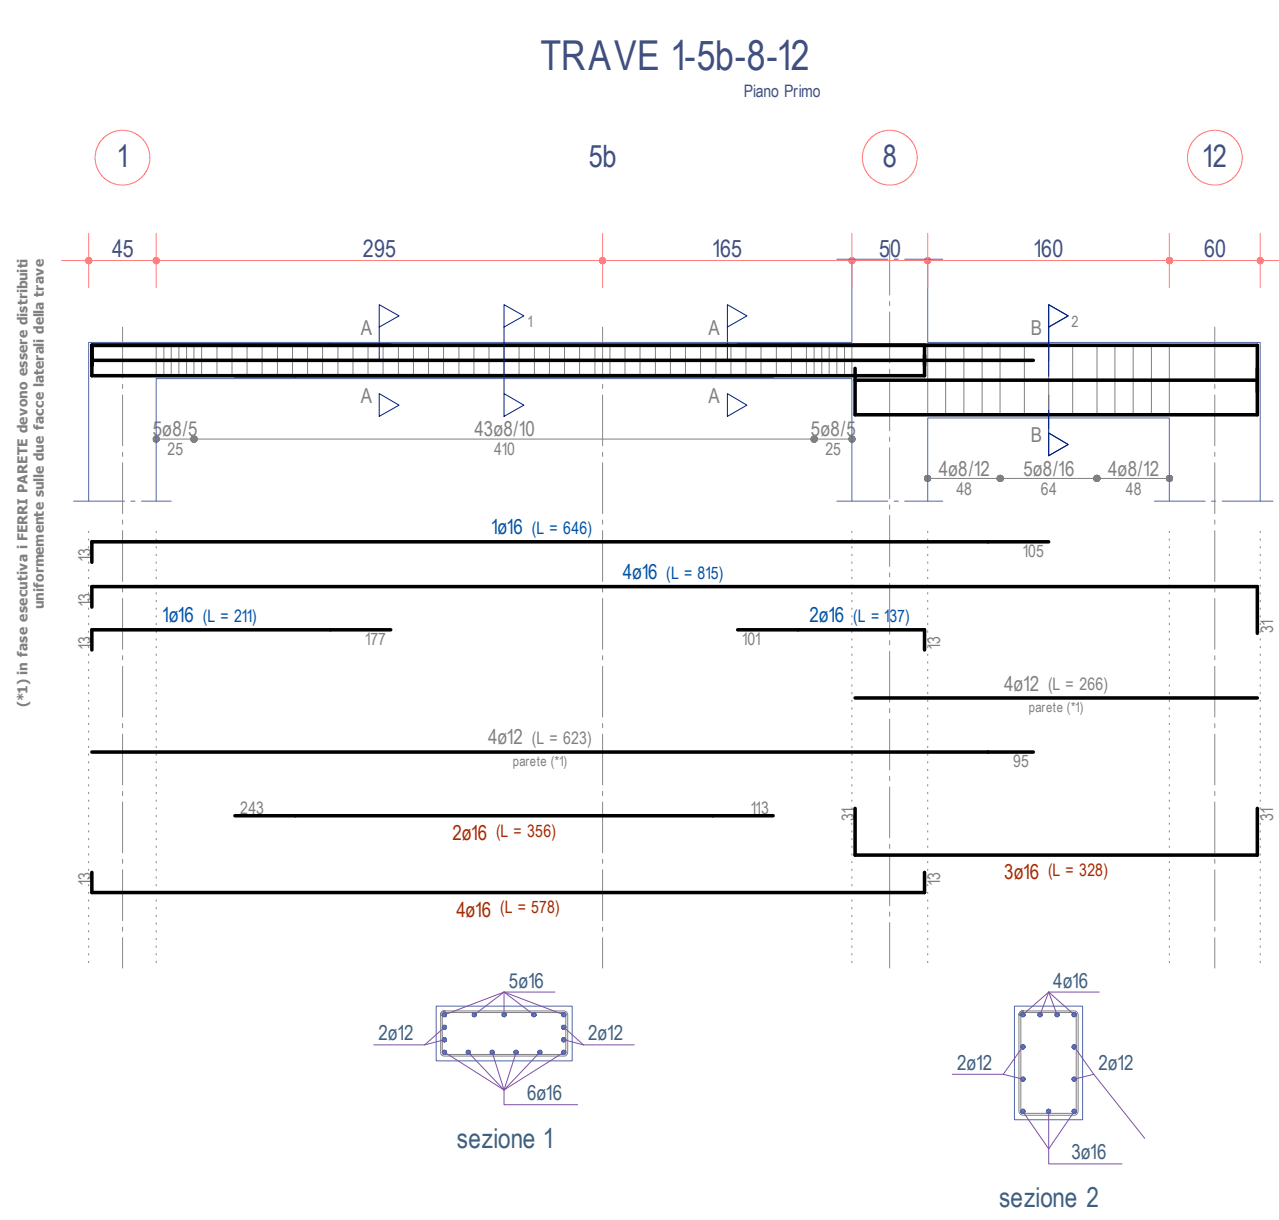 TRAVE 1-5b-8-12
Piano Primo
1
5b
8
12
45
295
165
50
160
60
(*1) in fase esecutiva i FERRI PARETE devono essere distribuiti
uniformemente sulle due facce laterali della trave
A
1
A
B
2
A
A
B
5ø8/5
43ø8/10
5ø8/5
25
410
25
4ø8/12
5ø8/16
4ø8/12
48
64
48
1ø16 (L = 646)
13
105
4ø16 (L = 815)
13
31
1ø16 (L = 211)
2ø16 (L = 137)
13
177
101
13
4ø12 (L = 266)
parete (*1)
4ø12 (L = 623)
parete (*1)
95
243
113
31
31
2ø16 (L = 356)
3ø16 (L = 328)
13
13
4ø16 (L = 578)
5ø16
2ø12
2ø12
6ø16
sezione 1
4ø16
2ø12
2ø12
3ø16
sezione 2